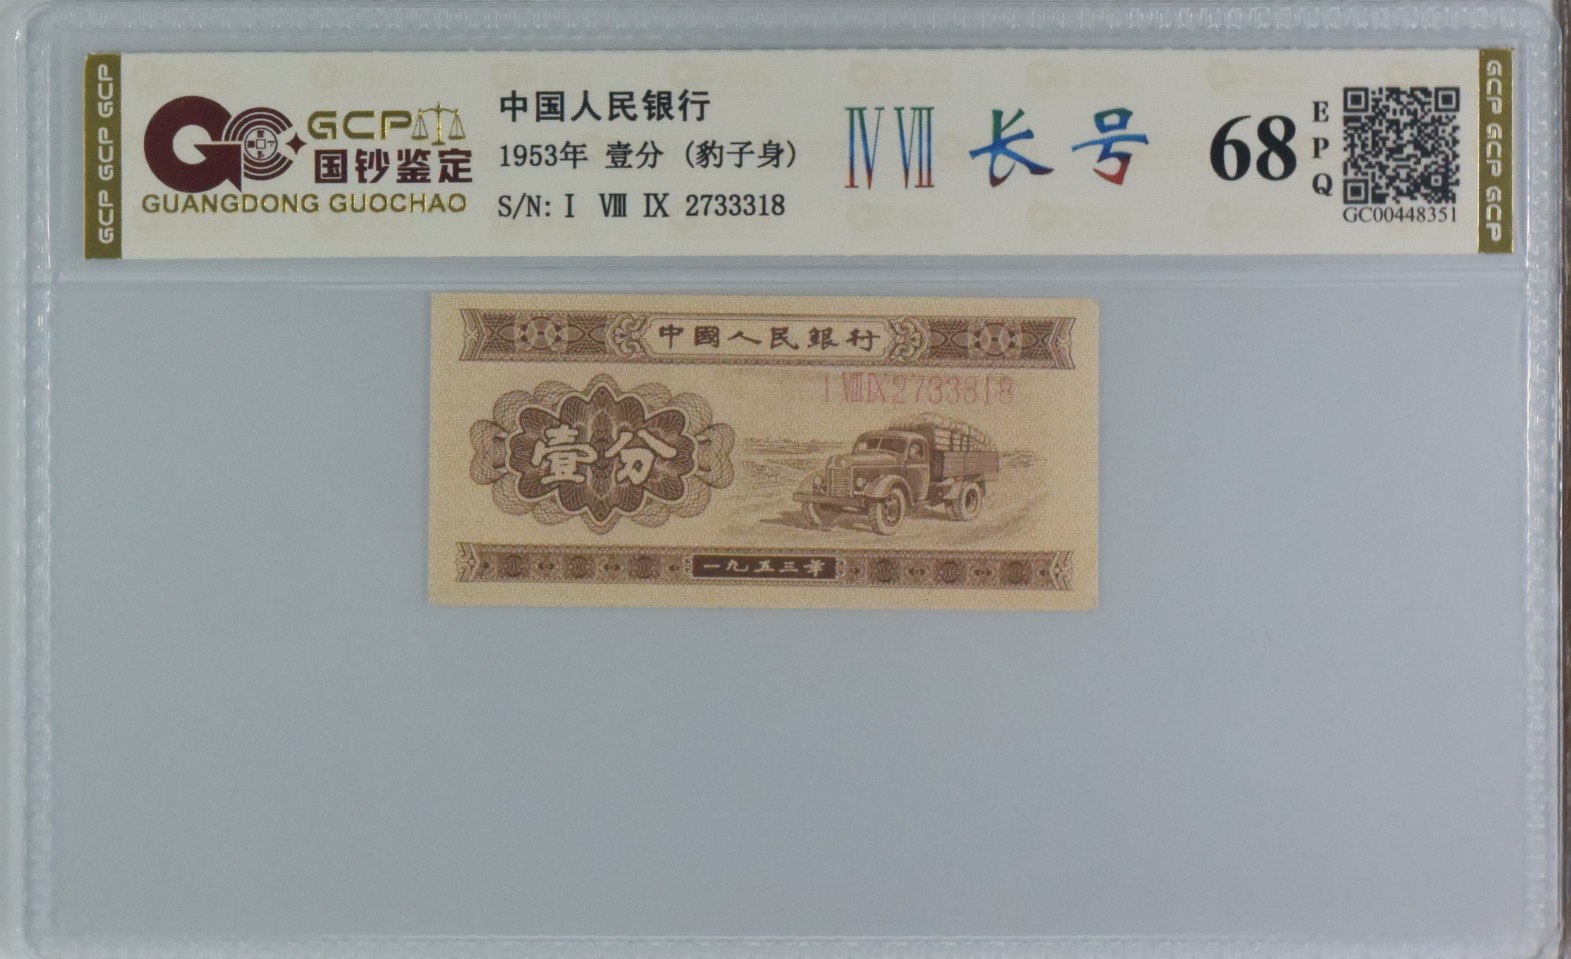 GCP GCP GCP
GCP
国钞鉴定
GUANGDONG GUOCHAO
中国人民银行
1953年 壹分 (豹子身)
S/N: I Ⅷ Ⅸ 2733318
Ⅳ Ⅶ 长号
68
EPQ
GC00448351
GCP GCP GCP
中國人民銀行
I Ⅷ Ⅸ 2733318
壹分
一九五三年